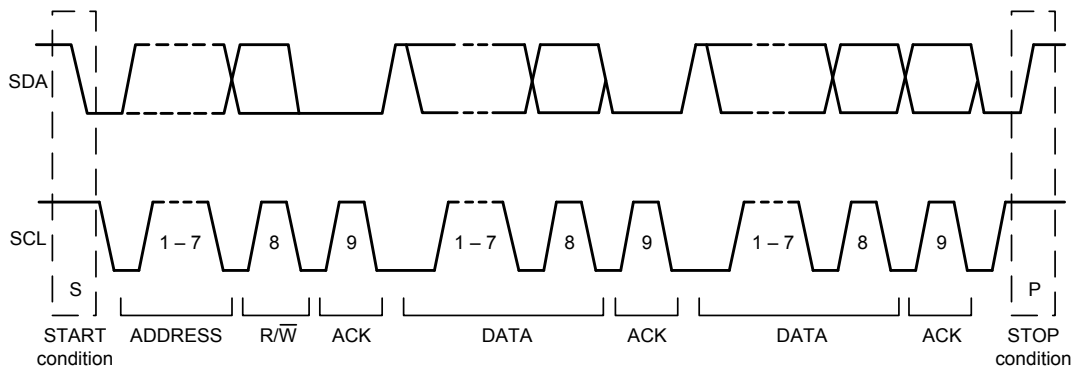 SDA
SCL
1 – 7 8 9 1 – 7 8 9 1 – 7 8 9
S P
START condition
ADDRESS R/W̅ ACK DATA ACK DATA ACK
STOP condition